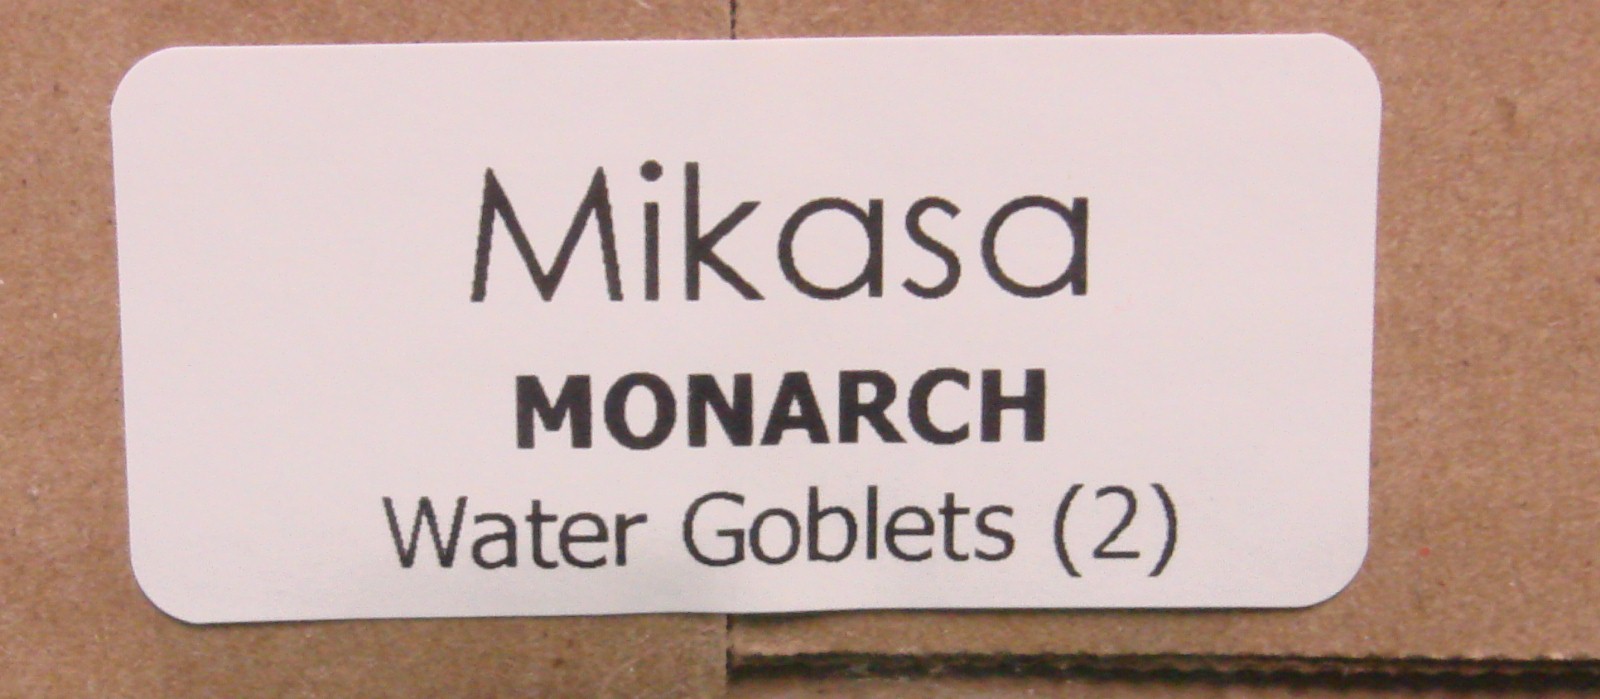 Mikasa
MONARCH
Water Goblets (2)